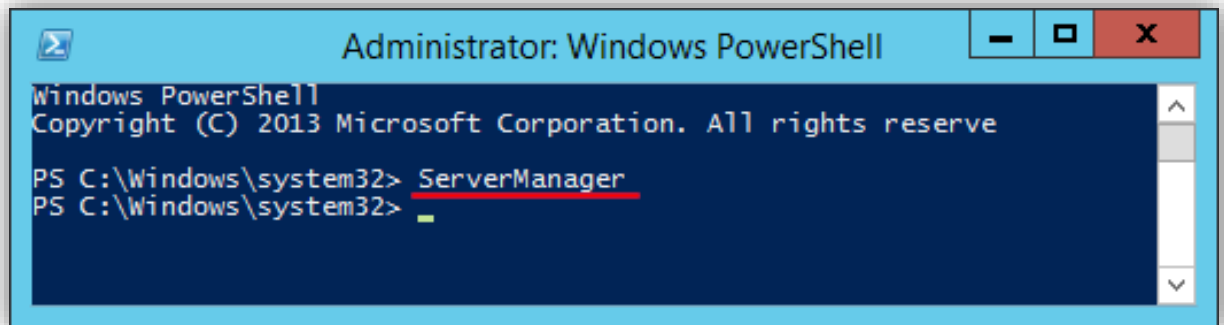 Administrator: Windows PowerShell
Windows PowerShell
Copyright (C) 2013 Microsoft Corporation. All rights reserve
PS C:\Windows\system32> ServerManager
PS C:\Windows\system32> _